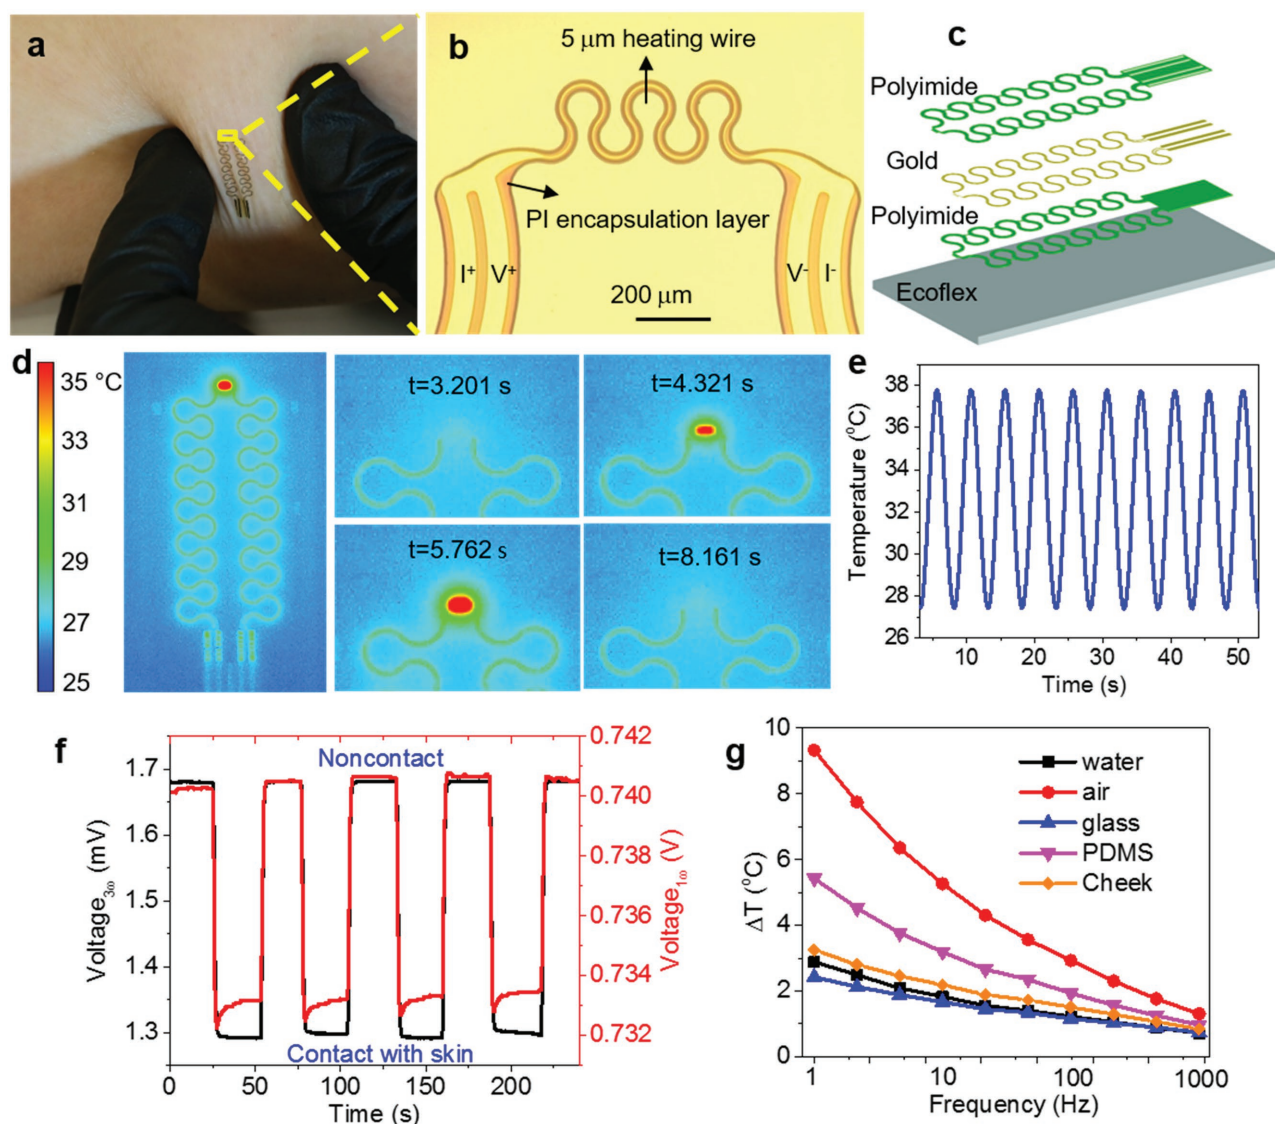 a
b
5 μm heating wire
PI encapsulation layer
I⁺ V⁺ V⁻ I⁻
200 μm
c
Polyimide
Gold
Polyimide
Ecoflex
d
35 °C
33
31
29
27
25
t=3.201 s
t=4.321 s
t=5.762 s
t=8.161 s
e
38
36
34
32
30
28
26
Temperature (⁰C)
10 20 30 40 50
Time (s)
f
Noncontact
Contact with skin
1.7
1.6
1.5
1.4
1.3
Voltage₃ω (mV)
0.742
0.740
0.738
0.736
0.734
0.732
Voltage₁ω (V)
0 50 100 150 200
Time (s)
g
water
air
glass
PDMS
Cheek
10
8
6
4
2
0
ΔT (⁰C)
1 10 100 1000
Frequency (Hz)